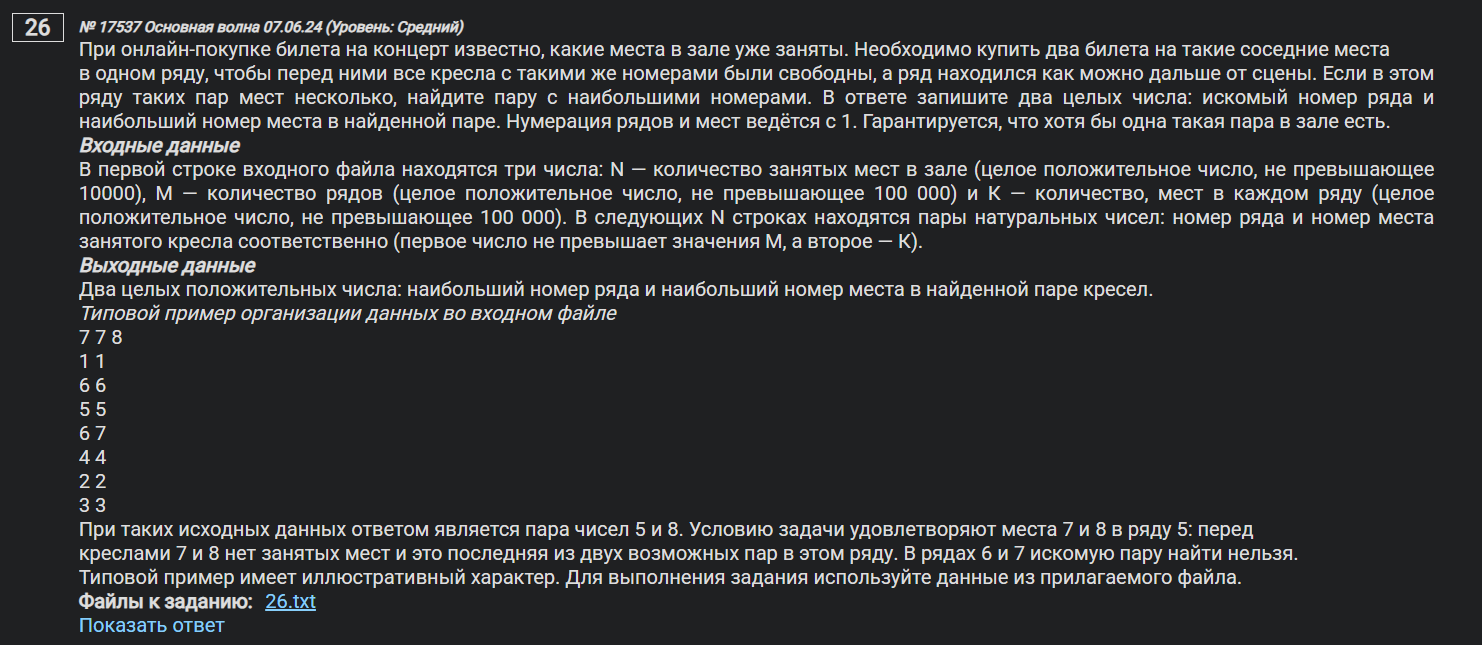 26
№ 17537 Основная волна 07.06.24 (Уровень: Средний)
При онлайн-покупке билета на концерт известно, какие места в зале уже заняты. Необходимо купить два билета на такие соседние места
в одном ряду, чтобы перед ними все кресла с такими же номерами были свободны, а ряд находился как можно дальше от сцены. Если в этом
ряду таких пар мест несколько, найдите пару с наибольшими номерами. В ответе запишите два целых числа: искомый номер ряда и
наибольший номер места в найденной паре. Нумерация рядов и мест ведётся с 1. Гарантируется, что хотя бы одна такая пара в зале есть.
Входные данные
В первой строке входного файла находятся три числа: N — количество занятых мест в зале (целое положительное число, не превышающее
10000), M — количество рядов (целое положительное число, не превышающее 100 000) и K — количество, мест в каждом ряду (целое
положительное число, не превышающее 100 000). В следующих N строках находятся пары натуральных чисел: номер ряда и номер места
занятого кресла соответственно (первое число не превышает значения M, а второе — K).
Выходные данные
Два целых положительных числа: наибольший номер ряда и наибольший номер места в найденной паре кресел.
Типовой пример организации данных во входном файле
7 7 8
1 1
6 6
5 5
6 7
4 4
2 2
3 3
При таких исходных данных ответом является пара чисел 5 и 8. Условию задачи удовлетворяют места 7 и 8 в ряду 5: перед
креслами 7 и 8 нет занятых мест и это последняя из двух возможных пар в этом ряду. В рядах 6 и 7 искомую пару найти нельзя.
Типовой пример имеет иллюстративный характер. Для выполнения задания используйте данные из прилагаемого файла.
Файлы к заданию: 26.txt
Показать ответ